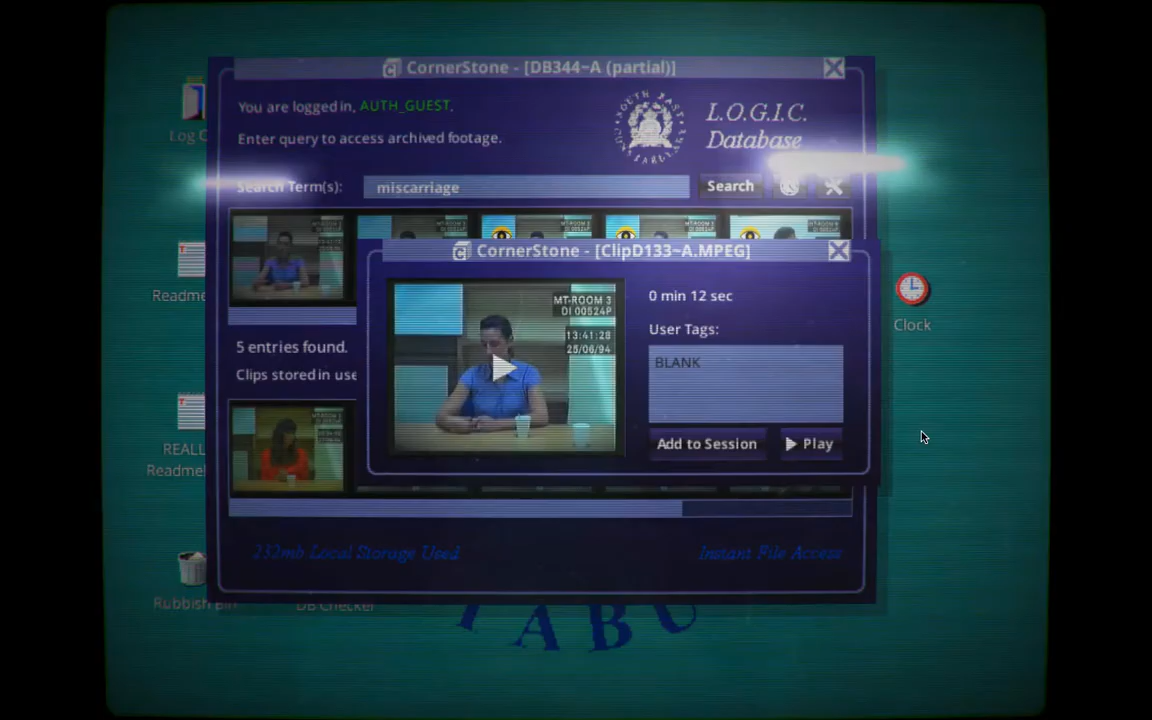 CornerStone - [DB344~A (partial)]
You are logged in, AUTH_GUEST.
Enter query to access archived footage.
L.O.G.I.C.
Database
Search Term(s):
miscarriage
Search
CornerStone - [ClipD133~A.MPEG]
0 min 12 sec
User Tags:
BLANK
MT-ROOM 3
DI 00524P
13:41:28
25/06/94
Add to Session
Play
5 entries found.
Clips stored in use
232mb Local Storage Used
Instant File Access
Log O
Readme
REALL
Readme!
Rubbish Bin
DB Checker
Clock
TABU